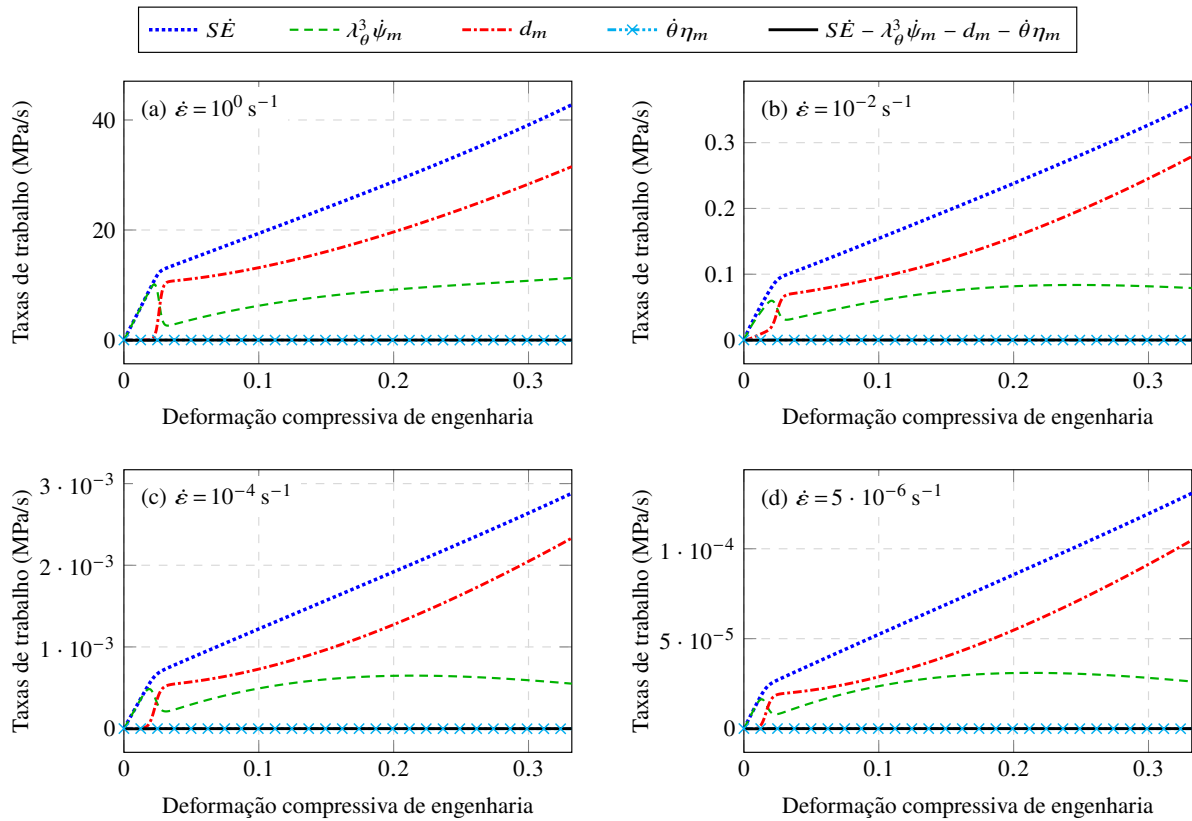 SĖ λ³_θ ψ̇_m d_m θ̇η_m SĖ − λ³_θ ψ̇_m − d_m − θ̇η_m
(a) ε̇ = 10⁰ s⁻¹
Taxas de trabalho (MPa/s)
40
20
0
0 0.1 0.2 0.3
Deformação compressiva de engenharia
(b) ε̇ = 10⁻² s⁻¹
Taxas de trabalho (MPa/s)
0.3
0.2
0.1
0
0 0.1 0.2 0.3
Deformação compressiva de engenharia
(c) ε̇ = 10⁻⁴ s⁻¹
Taxas de trabalho (MPa/s)
3 · 10⁻³
2 · 10⁻³
1 · 10⁻³
0
0 0.1 0.2 0.3
Deformação compressiva de engenharia
(d) ε̇ = 5 · 10⁻⁶ s⁻¹
Taxas de trabalho (MPa/s)
1 · 10⁻⁴
5 · 10⁻⁵
0
0 0.1 0.2 0.3
Deformação compressiva de engenharia